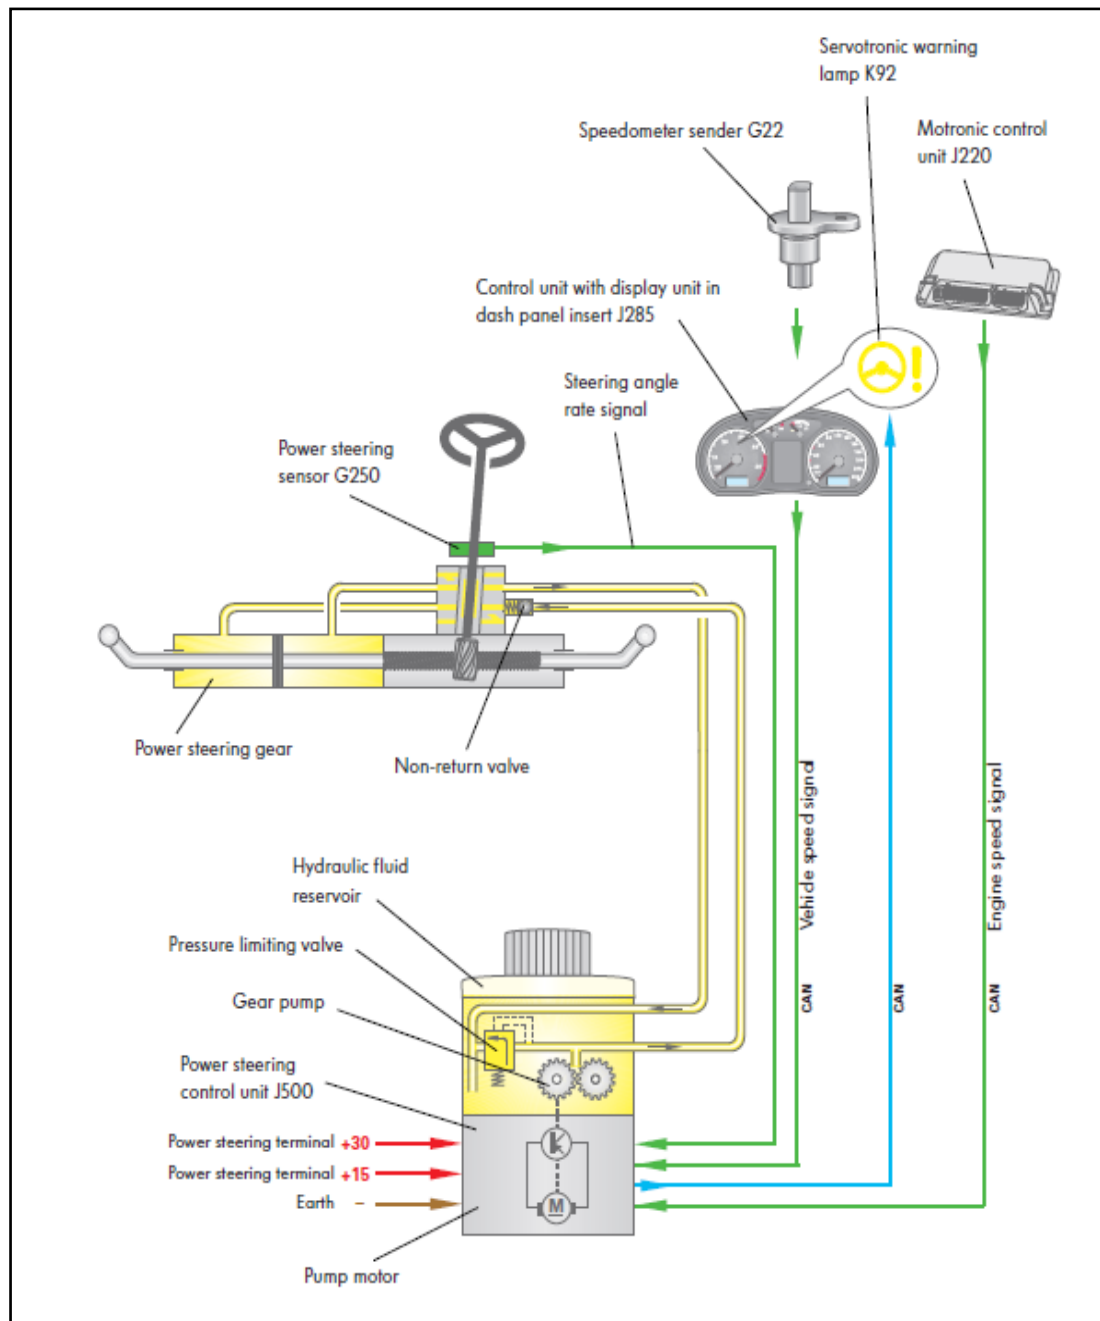 Servotronic warning
lamp K92
Speedometer sender G22
Motronic control
unit J220
Control unit with display unit in
dash panel insert J285
Steering angle
rate signal
Power steering
sensor G250
Power steering gear
Non-return valve
Vehicle speed signal
Engine speed signal
Hydraulic fluid
reservoir
Pressure limiting valve
Gear pump
CAN
CAN
CAN
Power steering
control unit J500
Power steering terminal +30
Power steering terminal +15
Earth –
M
Pump motor